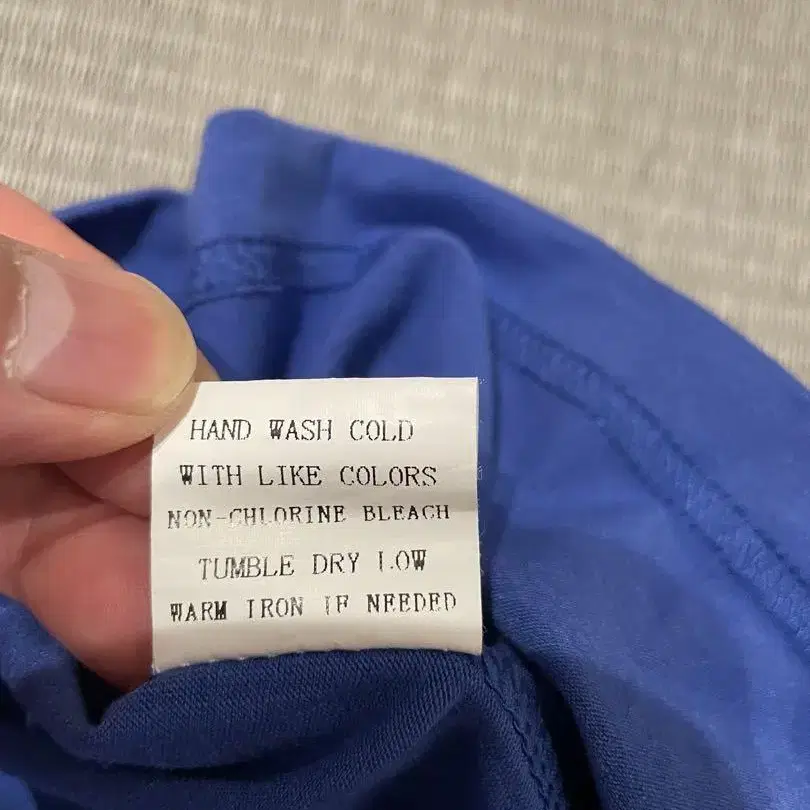 HAND WASH COLD
WITH LIKE COLORS
NON-CHLORINE BLEACH
TUMBLE DRY LOW
WARM IRON IF NEEDED